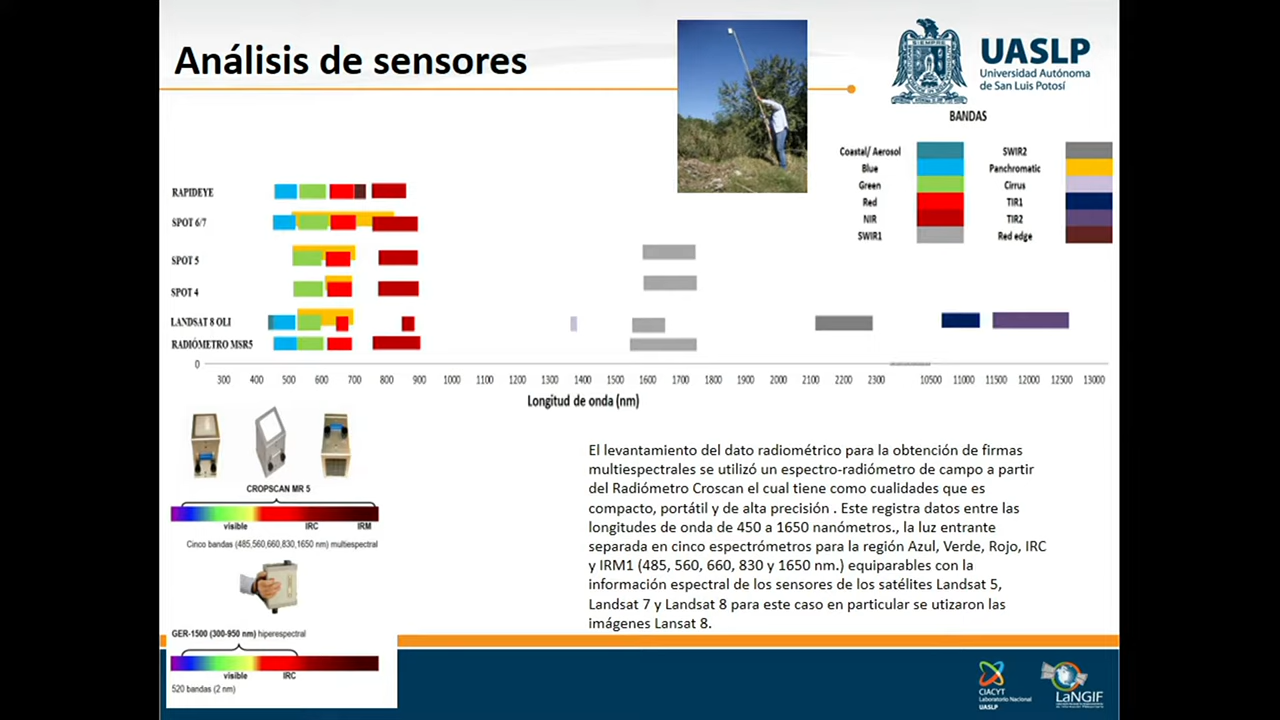 Análisis de sensores
UASLP
Universidad Autónoma
de San Luis Potosí
BANDAS
Coastal/ Aerosol
Blue
Green
Red
NIR
SWIR1
SWIR2
Panchromatic
Cirrus
TIR1
TIR2
Red edge
RAPIDEYE
SPOT 6/7
SPOT 5
SPOT 4
LANDSAT 8 OLI
RADIÓMETRO MSR5
0 300 400 500 600 700 800 900 1000 1100 1200 1300 1400 1500 1600 1700 1800 1900 2000 2100 2200 2300 10500 11000 11500 12000 12500 13000
Longitud de onda (nm)
CROPSCAN MR 5
visible IRC IRM
Cinco bandas (485,560,660,830,1650 nm) multiespectral
GER-1500 (300-950 nm) hiperespectral
visible IRC
520 bandas (2 nm)
El levantamiento del dato radiométrico para la obtención de firmas
multiespectrales se utilizó un espectro-radiómetro de campo a partir
del Radiómetro Croscan el cual tiene como cualidades que es
compacto, portátil y de alta precisión . Este registra datos entre las
longitudes de onda de 450 a 1650 nanómetros., la luz entrante
separada en cinco espectrómetros para la región Azul, Verde, Rojo, IRC
y IRM1 (485, 560, 660, 830 y 1650 nm.) equiparables con la
información espectral de los sensores de los satélites Landsat 5,
Landsat 7 y Landsat 8 para este caso en particular se utizaron las
imágenes Lansat 8.
CIACYT
Laboratorio Nacional
UASLP
LaNGIF